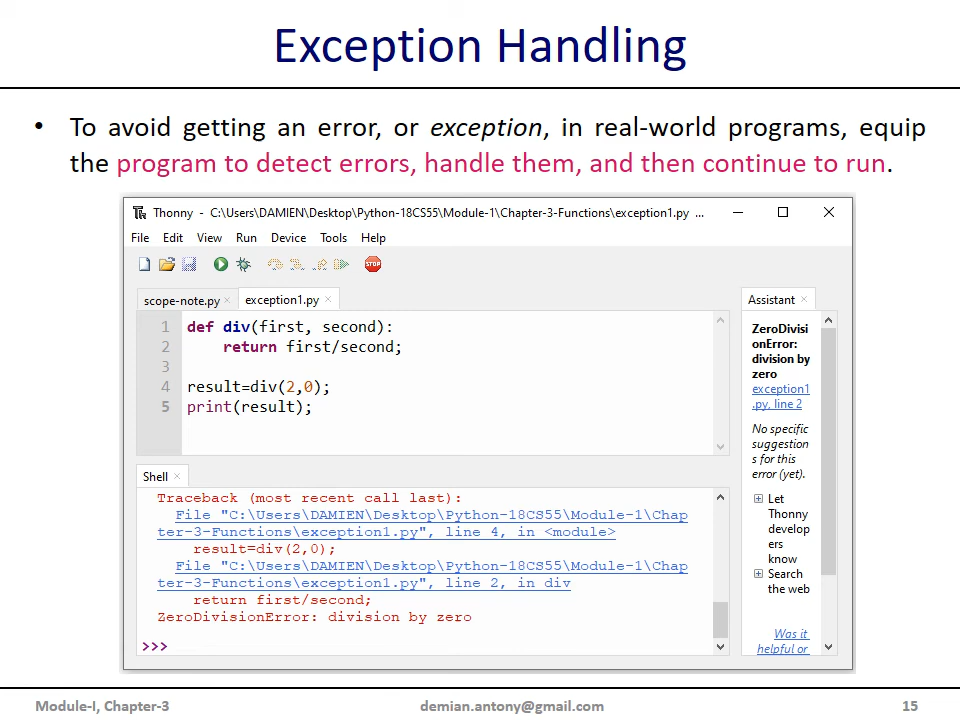 Exception Handling
• To avoid getting an error, or exception, in real-world programs, equip
the program to detect errors, handle them, and then continue to run.
Thonny - C:\Users\DAMIEN\Desktop\Python-18CS55\Module-1\Chapter-3-Functions\exception1.py ...
File Edit View Run Device Tools Help
STOP
scope-note.py exception1.py
Assistant
1 def div(first, second):
2 return first/second;
3
4 result=div(2,0);
5 print(result);
ZeroDivisi
onError:
division by
zero
exception1
.py, line 2
No specific
suggestion
s for this
error (yet).
Let
Thonny
develop
ers
know
Search
the web
Was it
helpful or
Shell
Traceback (most recent call last):
File "C:\Users\DAMIEN\Desktop\Python-18CS55\Module-1\Chap
ter-3-Functions\exception1.py", line 4, in <module>
result=div(2,0);
File "C:\Users\DAMIEN\Desktop\Python-18CS55\Module-1\Chap
ter-3-Functions\exception1.py", line 2, in div
return first/second;
ZeroDivisionError: division by zero
>>>
Module-I, Chapter-3 demian.antony@gmail.com 15